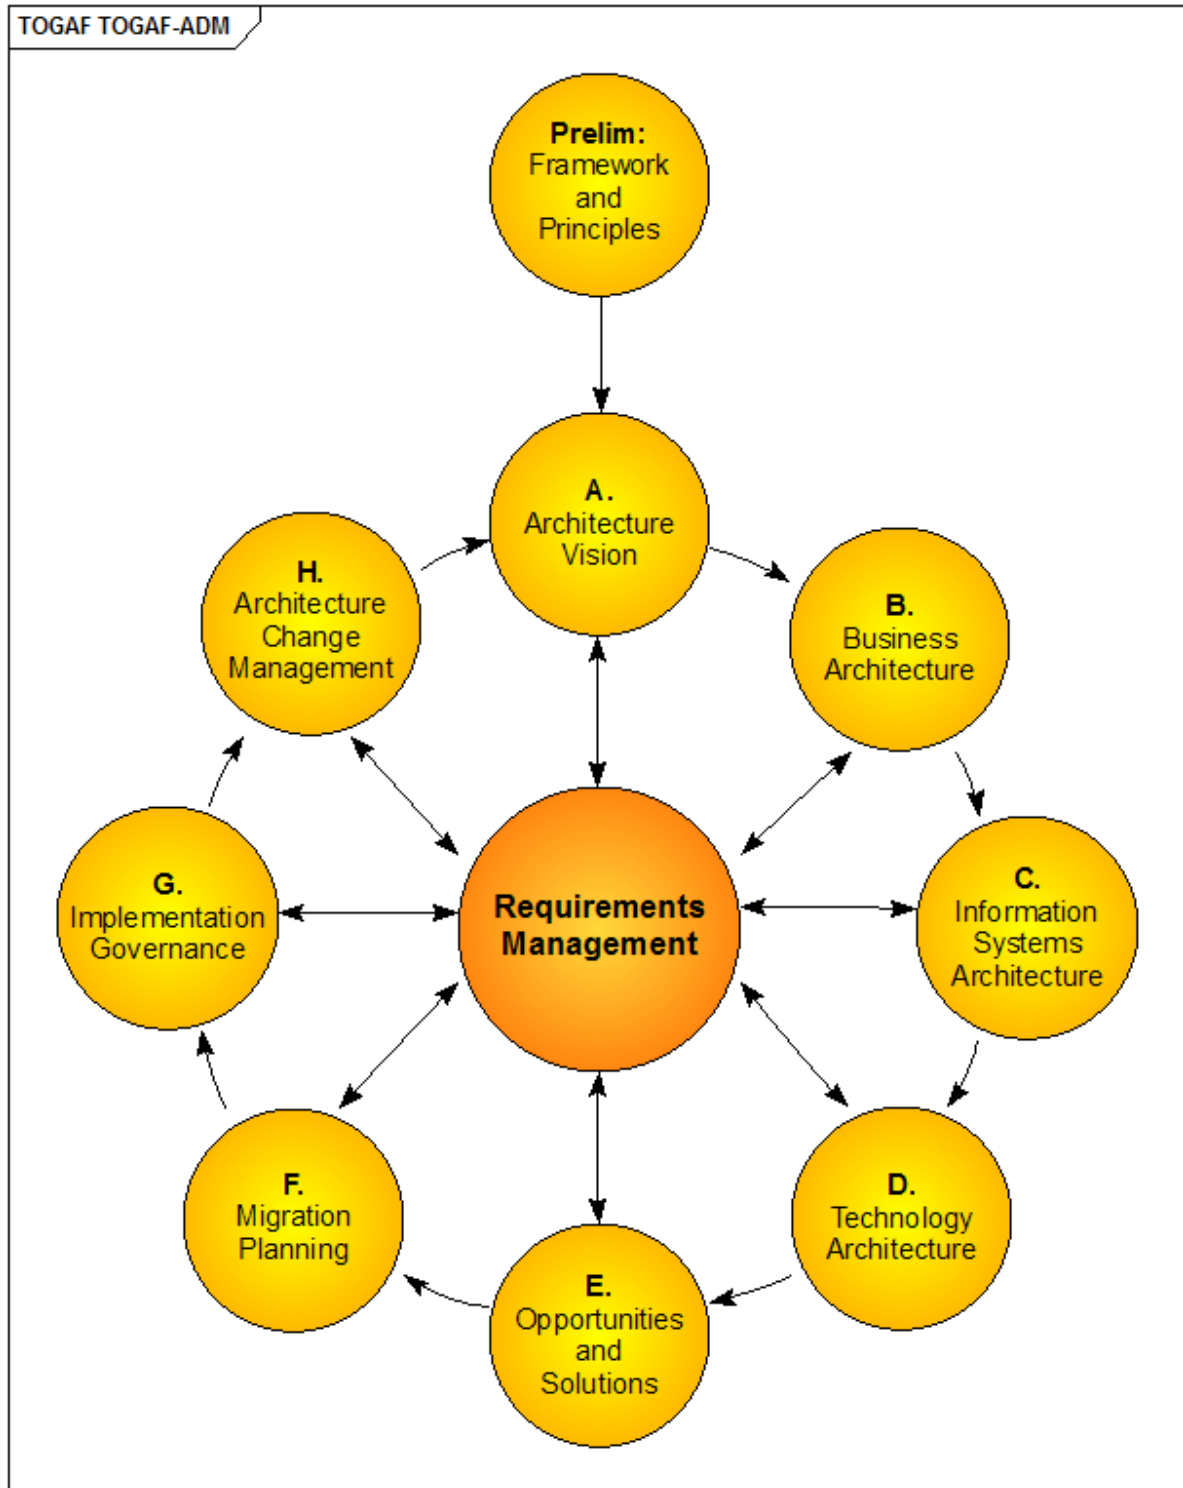 TOGAF TOGAF-ADM
Prelim:
Framework
and
Principles
A.
Architecture
Vision
H.
Architecture
Change
Management
B.
Business
Architecture
G.
Implementation
Governance
Requirements
Management
C.
Information
Systems
Architecture
F.
Migration
Planning
D.
Technology
Architecture
E.
Opportunities
and
Solutions